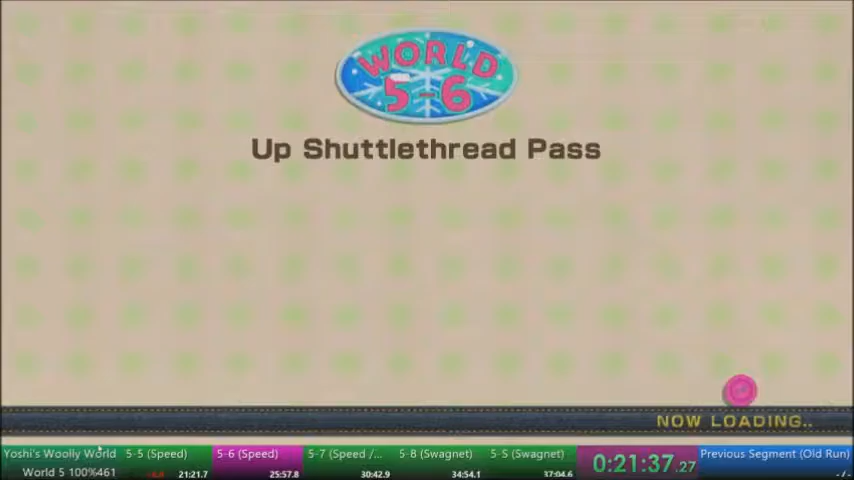 WORLD
5-6
Up Shuttlethread Pass
NOW LOADING..
Yoshi's Woolly World 5-5 (Speed) 5-6 (Speed) 5-7 (Speed /... 5-8 (Swagnet) 5-S (Swagnet) 0:21:37.27 Previous Segment (Old Run)
World 5 100%461 21:21.7 25:57.8 30:42.9 34:54.1 37:04.6 -/-